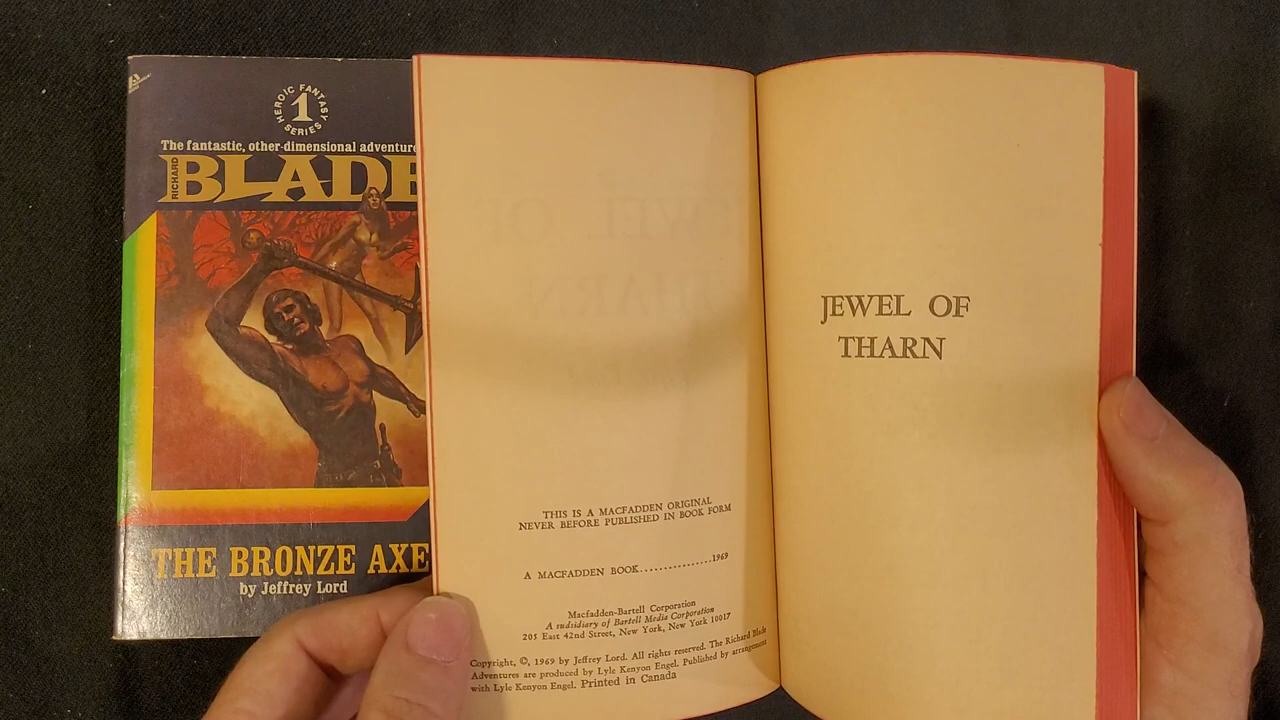 HEROIC FANTASY
1
SERIES
The fantastic, other-dimensional adventure
RICHARD
BLADE
THE BRONZE AXE
by Jeffrey Lord
THIS IS A MACFADDEN ORIGINAL
NEVER BEFORE PUBLISHED IN BOOK FORM
A MACFADDEN BOOK................1969
Macfadden-Bartell Corporation
A susidiary of Bartell Media Corporation
205 East 42nd Street, New York, New York 10017
Copyright, ©, 1969 by Jeffrey Lord. All rights reserved. The Richard Blade
Adventures are produced by Lyle Kenyon Engel. Published by arrangement
with Lyle Kenyon Engel. Printed in Canada
JEWEL OF
THARN